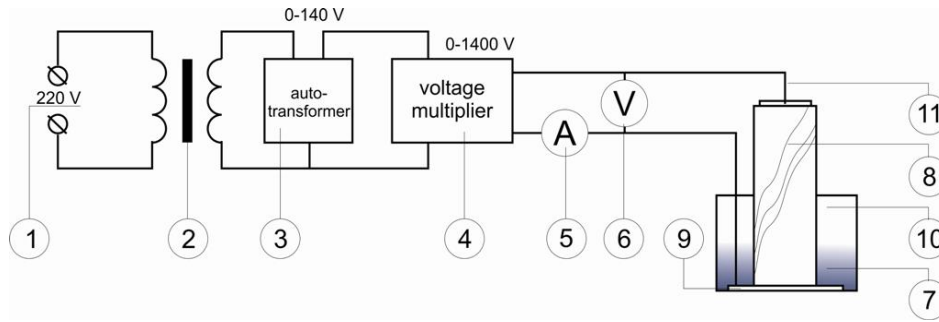 0-140 V
0-1400 V
220 V
auto-
transformer
voltage
multiplier
V
A
11
8
1
2
3
4
5
6
9
10
7